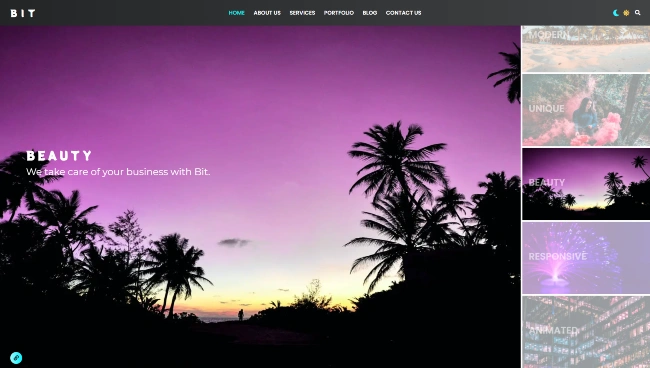 BIT
HOME ABOUT US SERVICES PORTFOLIO BLOG CONTACT US
BEAUTY
We take care of your business with Bit.
MODERN
UNIQUE
BEAUTY
RESPONSIVE
ANIMATED